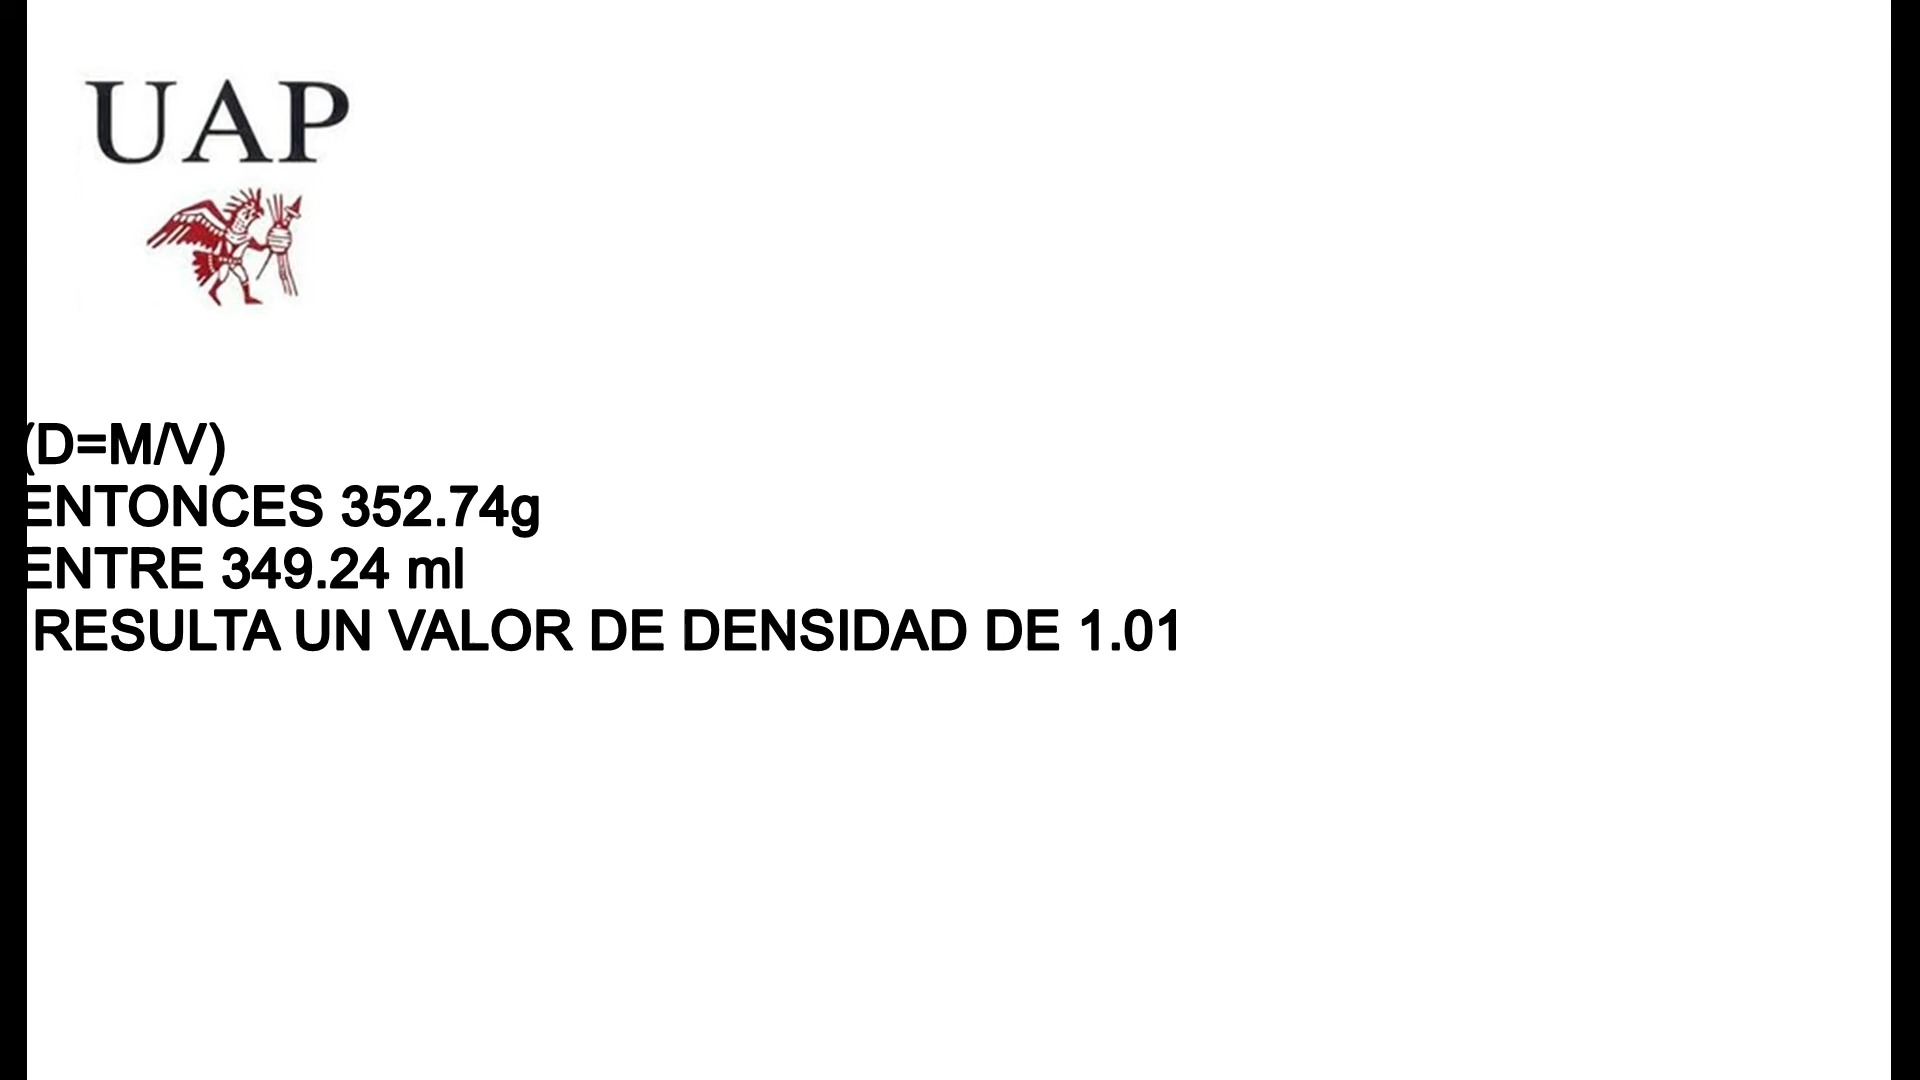 UAP
(D=M/V)
ENTONCES 352.74g
ENTRE 349.24 ml
RESULTA UN VALOR DE DENSIDAD DE 1.01